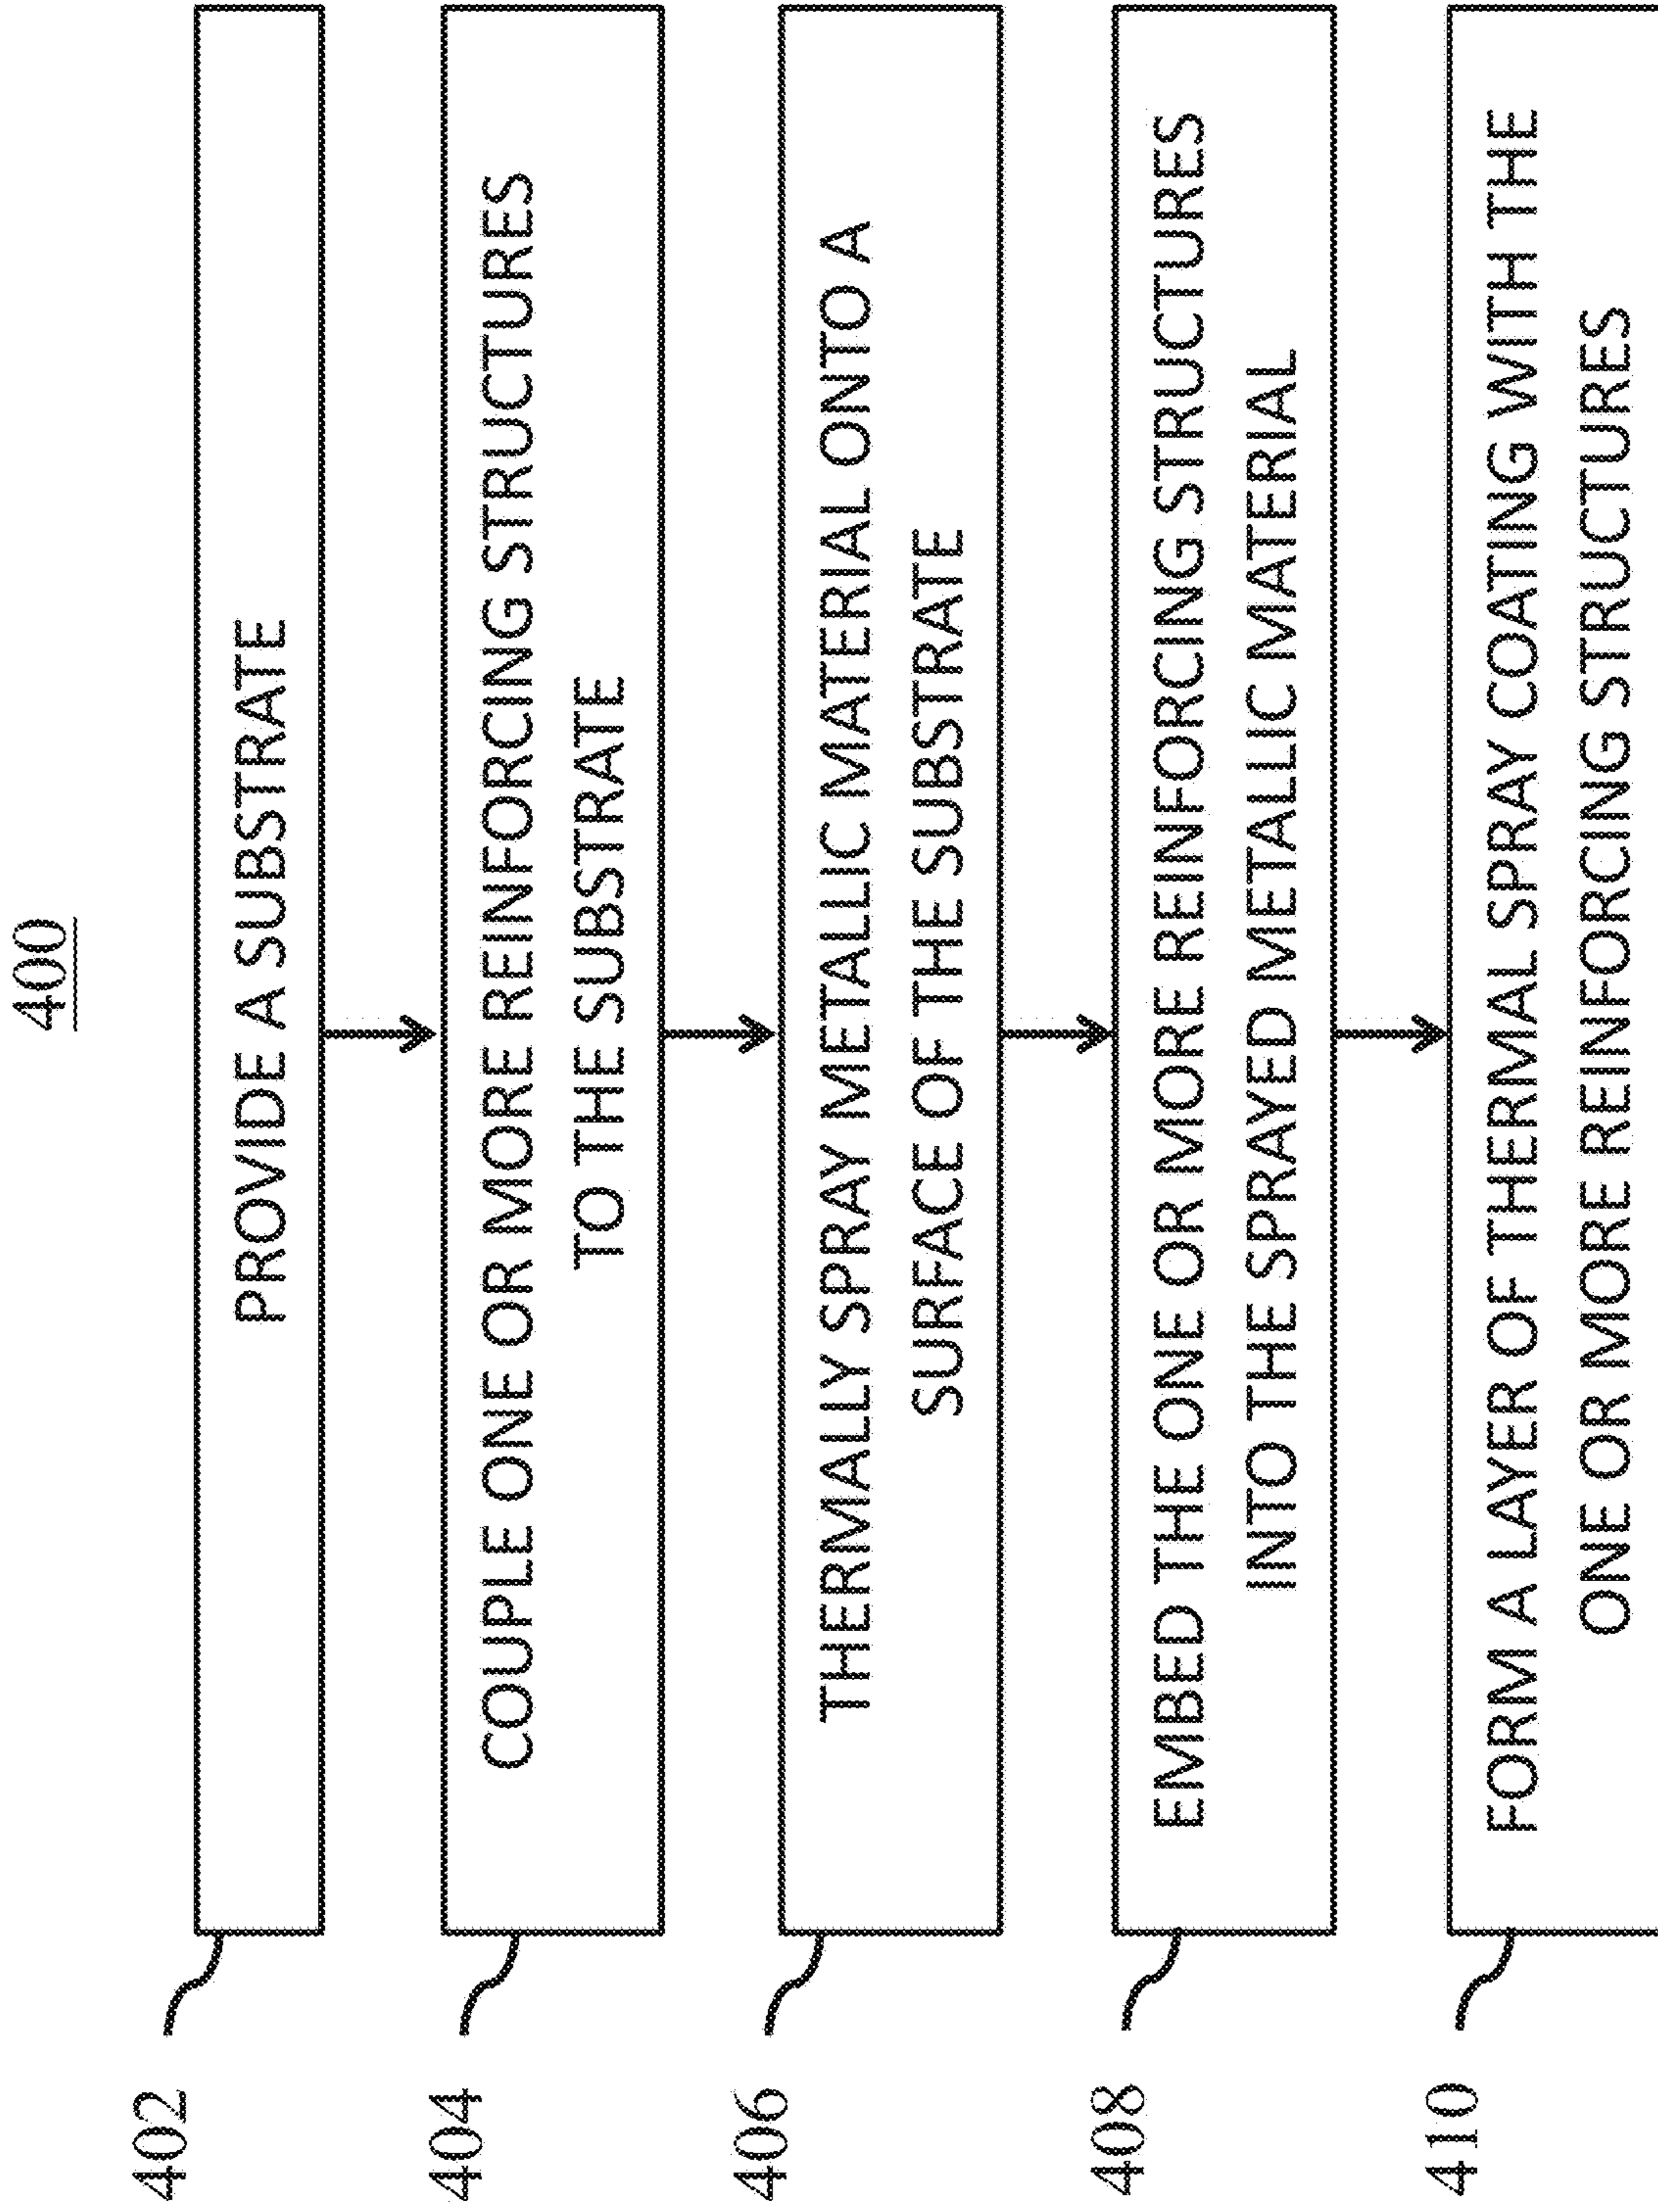 400
402
PROVIDE A SUBSTRATE
404
COUPLE ONE OR MORE REINFORCING STRUCTURES
TO THE SUBSTRATE
406
THERMALLY SPRAY METALLIC MATERIAL ONTO A
SURFACE OF THE SUBSTRATE
408
EMBED THE ONE OR MORE REINFORCING STRUCTURES
INTO THE SPRAYED METALLIC MATERIAL
410
FORM A LAYER OF THERMAL SPRAY COATING WITH THE
ONE OR MORE REINFORCING STRUCTURES